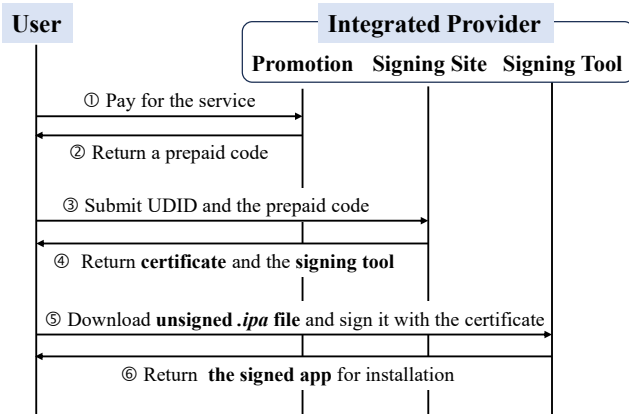 User
Integrated Provider
Promotion Signing Site Signing Tool
① Pay for the service
② Return a prepaid code
③ Submit UDID and the prepaid code
④ Return certificate and the signing tool
⑤ Download unsigned .ipa file and sign it with the certificate
⑥ Return the signed app for installation